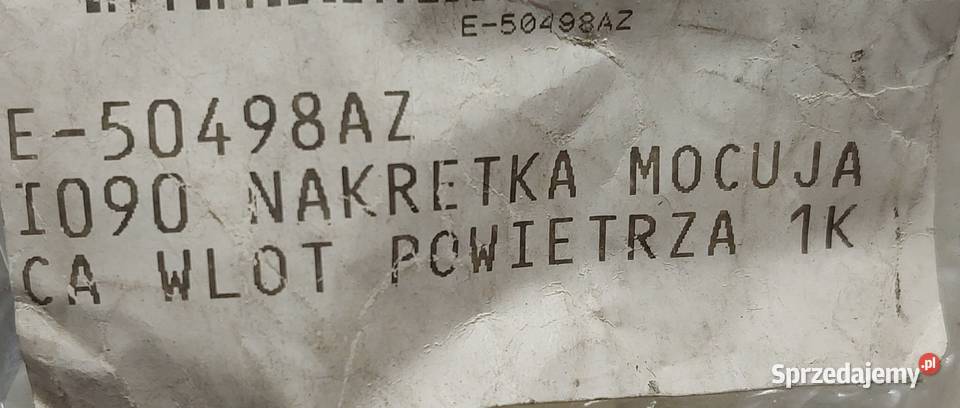 E-50498AZ
E-50498AZ
I090 NAKRETKA MOCUJA
CA WLOT POWIETRZA 1K
Sprzedajemy.pl